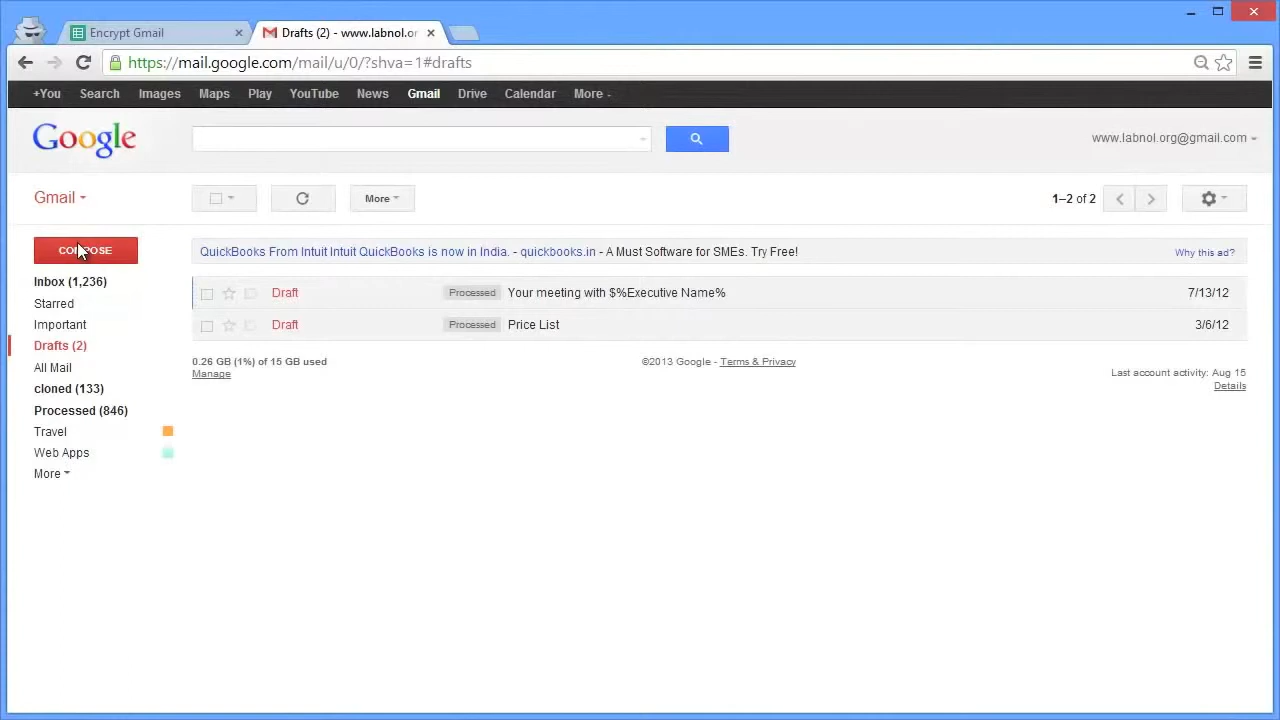 Encrypt Gmail
Drafts (2) - www.labnol.or
https://mail.google.com/mail/u/0/?shva=1#drafts
+You Search Images Maps Play YouTube News Gmail Drive Calendar More
Google
www.labnol.org@gmail.com
Gmail
More
1–2 of 2
COMPOSE
QuickBooks From Intuit Intuit QuickBooks is now in India. - quickbooks.in - A Must Software for SMEs. Try Free!
Why this ad?
Inbox (1,236)
Starred
Important
Drafts (2)
All Mail
cloned (133)
Processed (846)
Travel
Web Apps
More
Draft Processed Your meeting with $%Executive Name% 7/13/12
Draft Processed Price List 3/6/12
0.26 GB (1%) of 15 GB used
Manage
©2013 Google - Terms & Privacy
Last account activity: Aug 15
Details